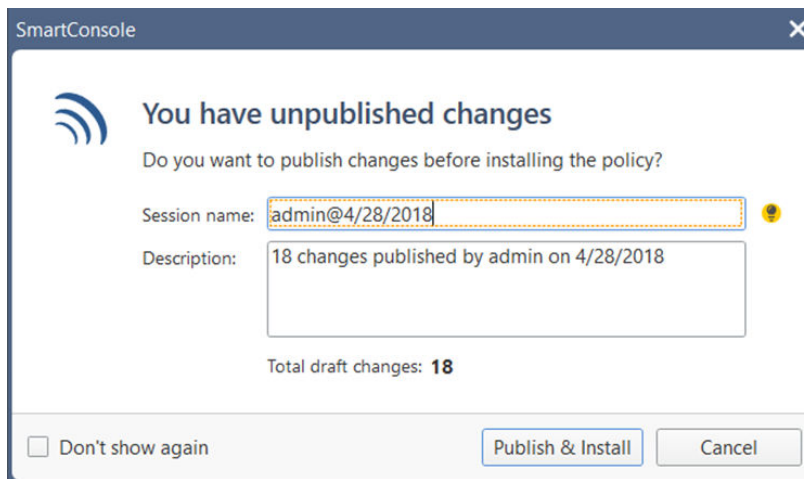 SmartConsole
You have unpublished changes
Do you want to publish changes before installing the policy?
Session name: admin@4/28/2018
Description: 18 changes published by admin on 4/28/2018
Total draft changes: 18
Don't show again Publish & Install Cancel